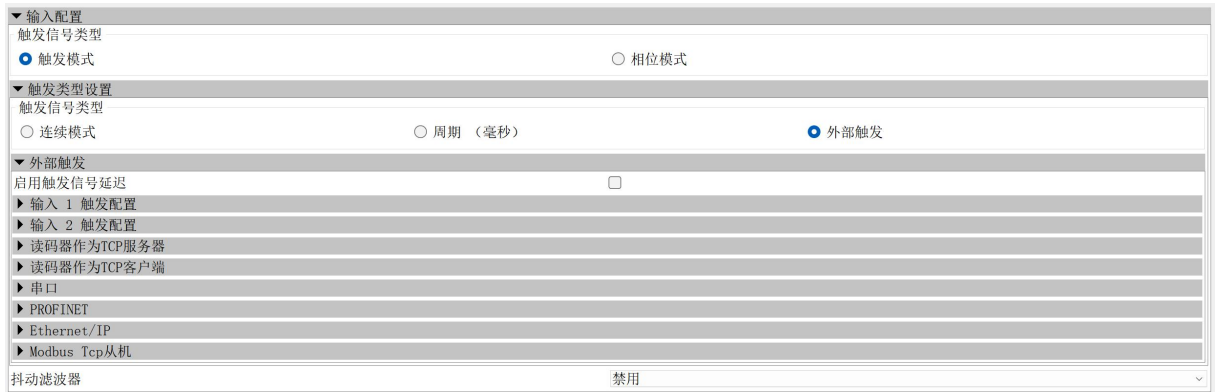 输入配置
触发信号类型
触发模式 相位模式
触发类型设置
触发信号类型
连续模式 周期 （毫秒） 外部触发
外部触发
启用触发信号延迟
输入 1 触发配置
输入 2 触发配置
读码器作为TCP服务器
读码器作为TCP客户端
串口
PROFINET
Ethernet/IP
Modbus Tcp从机
抖动滤波器 禁用